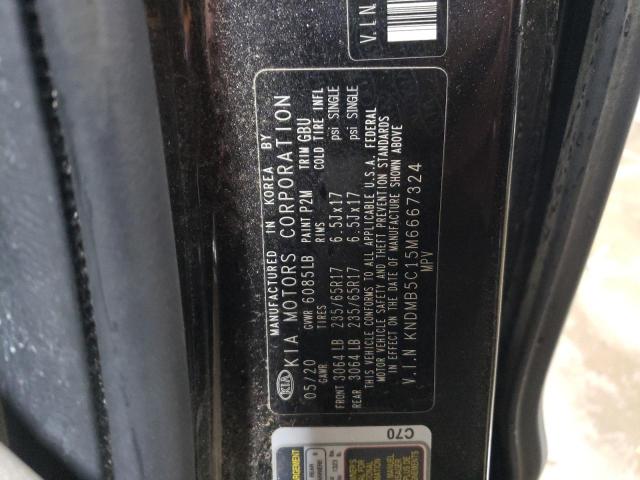 V.I.N.
MANUFACTURED IN KOREA BY
KIA KIA MOTORS CORPORATION
05/20 GVWR 6085LB PAINT P2M TRIM GBU
GAWR TIRES RIMS COLD TIRE INFL
FRONT 3064 LB 235/65R17 6.5Jx17 psi SINGLE
REAR 3064 LB 235/65R17 6.5Jx17 psi SINGLE
THIS VEHICLE CONFORMS TO ALL APPLICABLE U.S.A. FEDERAL
MOTOR VEHICLE SAFETY AND THEFT PREVENTION STANDARDS
IN EFFECT ON THE DATE OF MANUFACTURE SHOWN ABOVE
V.I.N KNDMB5C15M6667324
MPV
C70
REAR